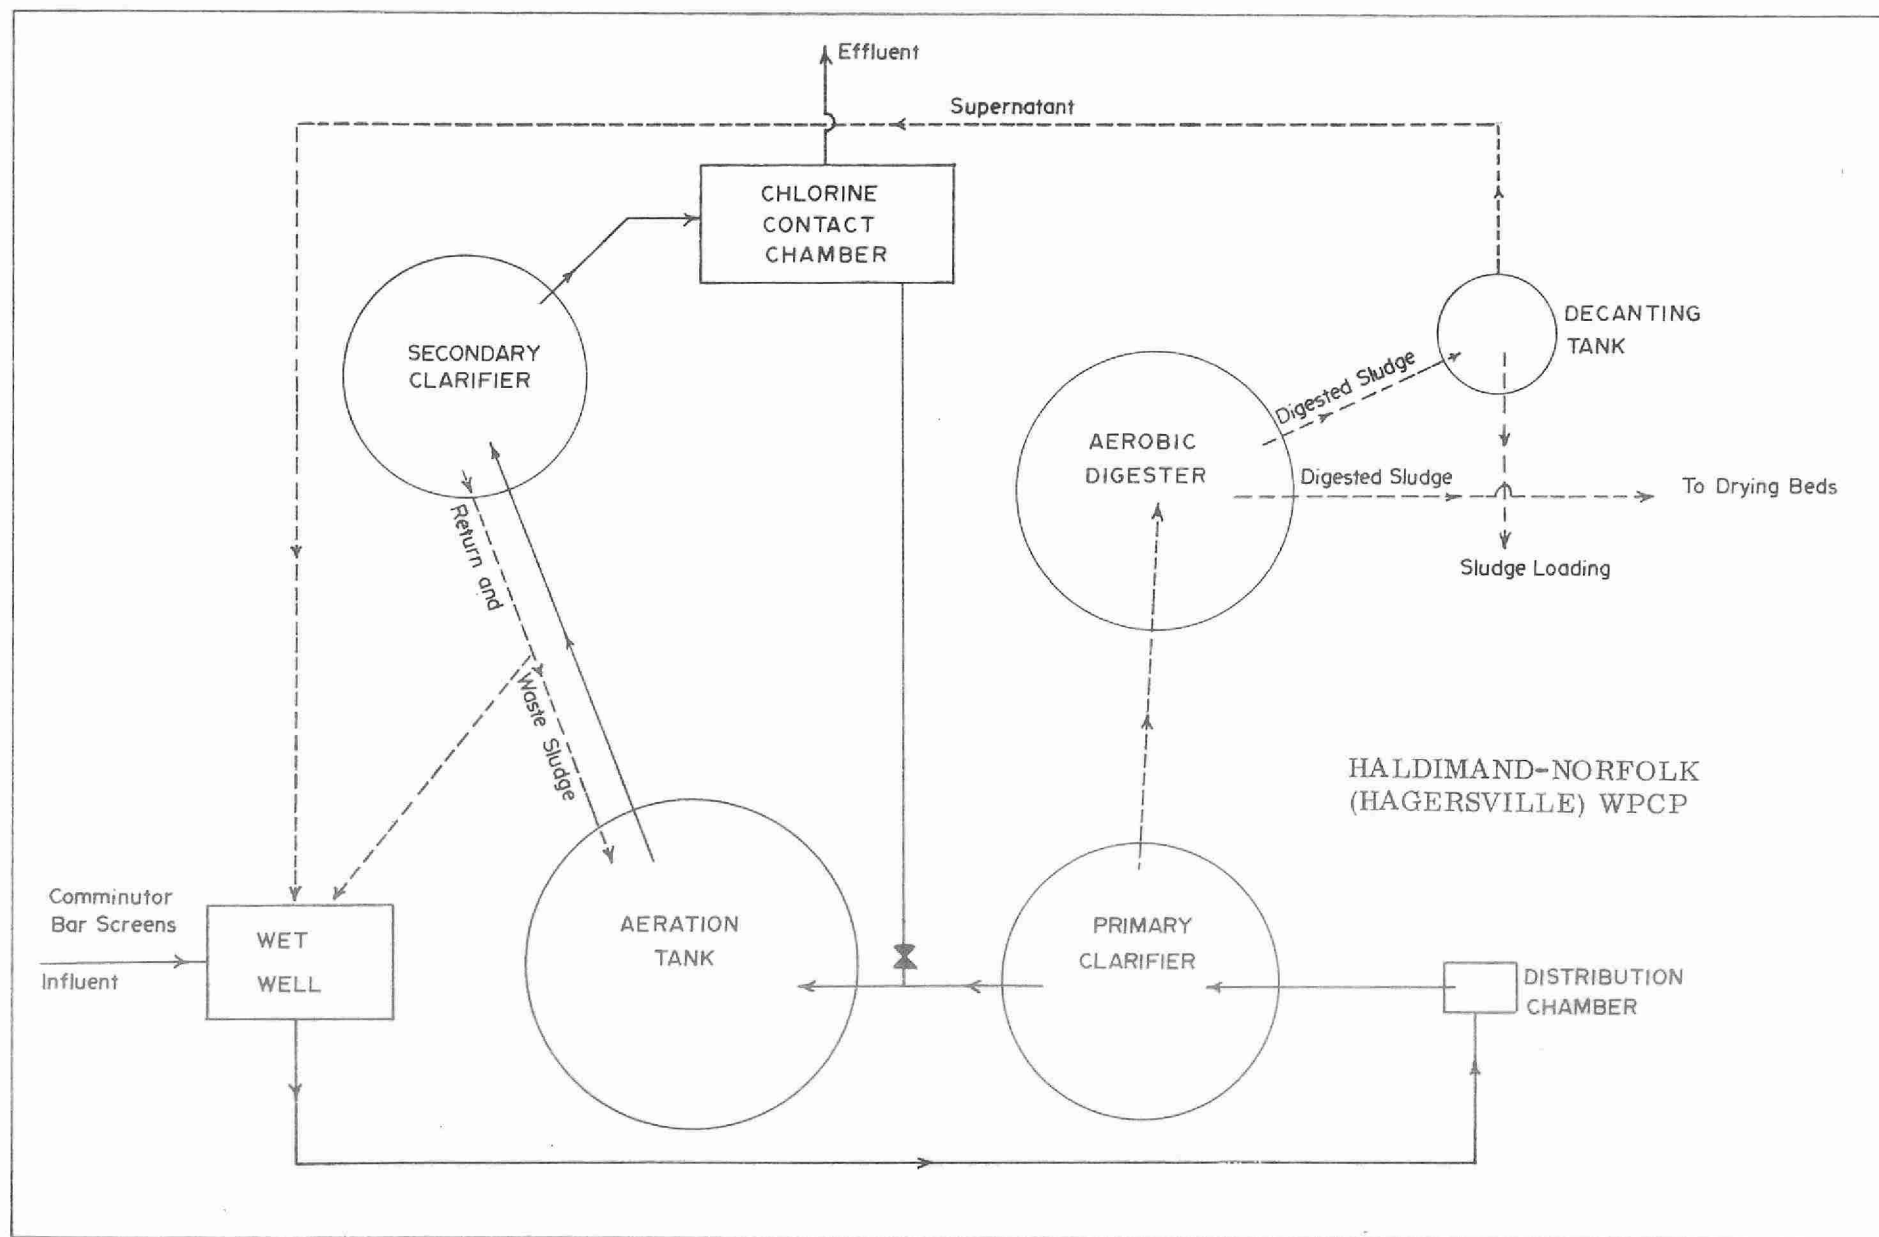 Effluent
Supernatant
CHLORINE
CONTACT
CHAMBER
SECONDARY
CLARIFIER
DECANTING
TANK
Digested Sludge
AEROBIC
DIGESTER
Digested Sludge
To Drying Beds
Sludge Loading
Return and
Waste Sludge
HALDIMAND-NORFOLK
(HAGERSVILLE) WPCP
Comminutor
Bar Screens
Influent
WET
WELL
AERATION
TANK
PRIMARY
CLARIFIER
DISTRIBUTION
CHAMBER